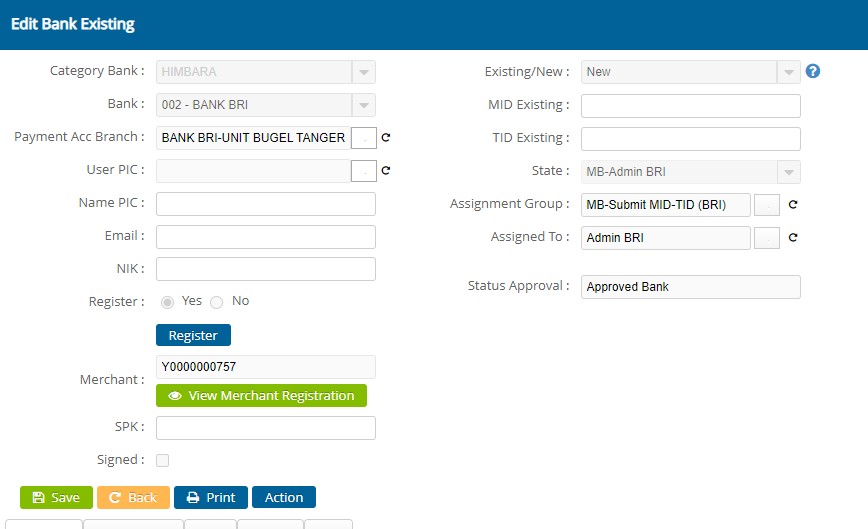 Edit Bank Existing
Category Bank : HIMBARA
Bank : 002 - BANK BRI
Payment Acc Branch : BANK BRI-UNIT BUGEL TANGER
User PIC :
Name PIC :
Email :
NIK :
Register : Yes No
Register
Merchant : Y0000000757
View Merchant Registration
SPK :
Signed :
Existing/New : New ?
MID Existing :
TID Existing :
State : MB-Admin BRI
Assignment Group : MB-Submit MID-TID (BRI)
Assigned To : Admin BRI
Status Approval : Approved Bank
Save Back Print Action